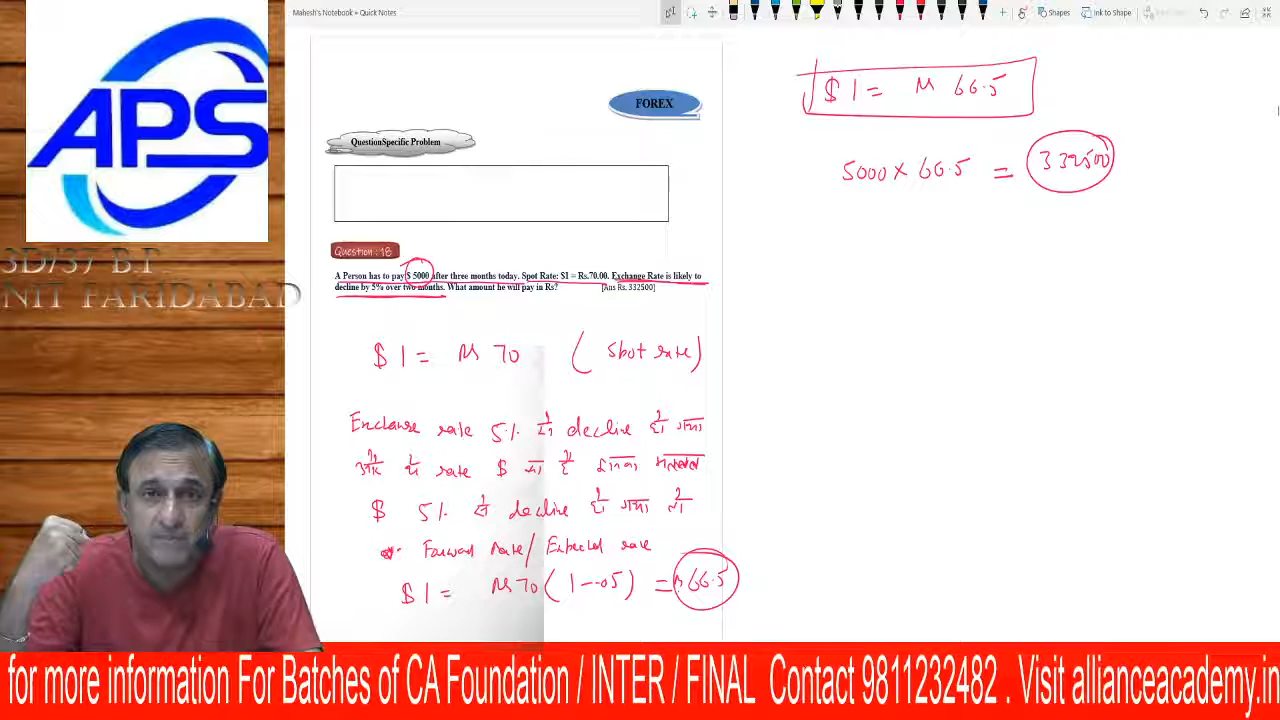 Mahesh's Notebook » Quick Notes
Shapes
Ink to Shape
APS
3D/37 B.P.
NIT FARIDABAD
FOREX
QuestionSpecific Problem
Question : 18
A Person has to pay $ 5000 after three months today. Spot Rate: $1 = Rs.70.00. Exchange Rate is likely to
decline by 5% over two months. What amount he will pay in Rs? [Ans Rs. 332500]
$ 1 = Rs 70 (Spot rate)
rate 5% से decline हो गया
rate $ का है
$ 5% से decline हो गया
Forward Rate / Expected rate
$ 1 = Rs 70 ( 1 - .05 ) = 66.5
$ 1 = Rs 66.5
5000 × 66.5 = 332500
for more information For Batches of CA Foundation / INTER / FINAL Contact 9811232482 . Visit allianceacademy.in